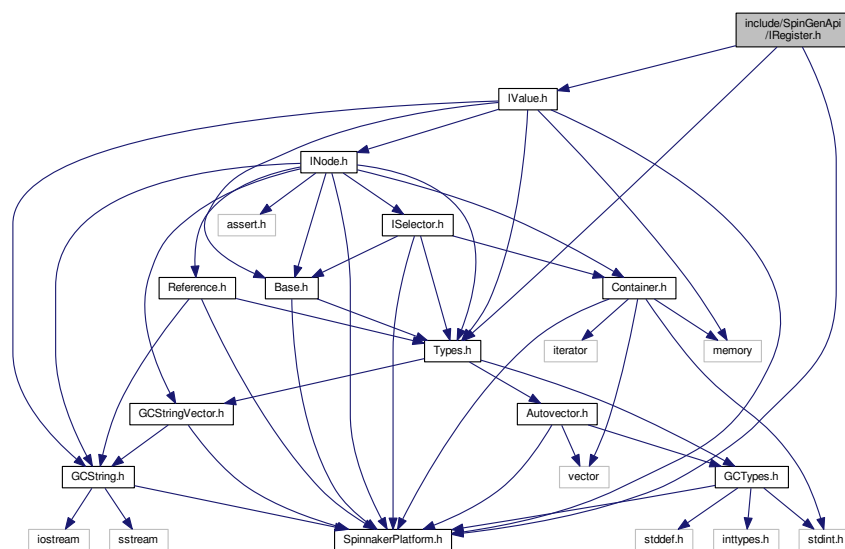 include/SpinGenApi
/IRegister.h
IValue.h
INode.h
assert.h
ISelector.h
Reference.h
Base.h
Container.h
Types.h
iterator
memory
GCStringVector.h
Autovector.h
GCString.h
vector
GCTypes.h
iostream
sstream
SpinnakerPlatform.h
stddef.h
inttypes.h
stdint.h